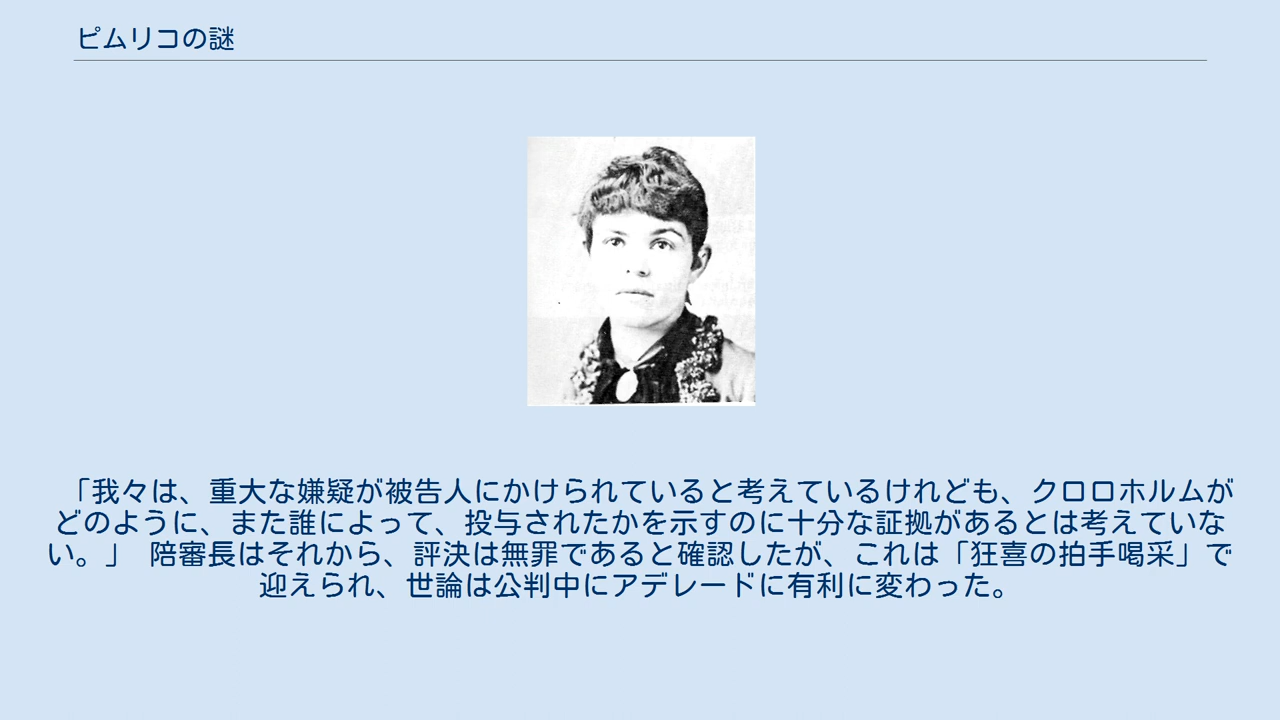 ピムリコの謎
「我々は、重大な嫌疑が被告人にかけられていると考えているけれども、クロロホルムが
どのように、また誰によって、投与されたかを示すのに十分な証拠があるとは考えていな
い。」 陪審長はそれから、評決は無罪であると確認したが、これは「狂喜の拍手喝采」で
迎えられ、世論は公判中にアデレードに有利に変わった。